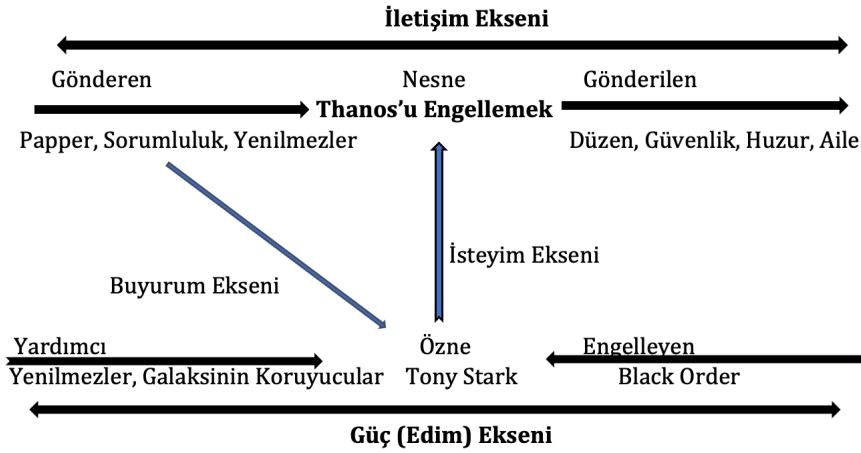 İletişim Ekseni
Gönderen Nesne Gönderilen
Thanos’u Engellemek
Papper, Sorumluluk, Yenilmezler Düzen, Güvenlik, Huzur, Aile
İsteyim Ekseni
Buyurum Ekseni
Yardımcı Özne Engelleyen
Yenilmezler, Galaksinin Koruyucular Tony Stark Black Order
Güç (Edim) Ekseni